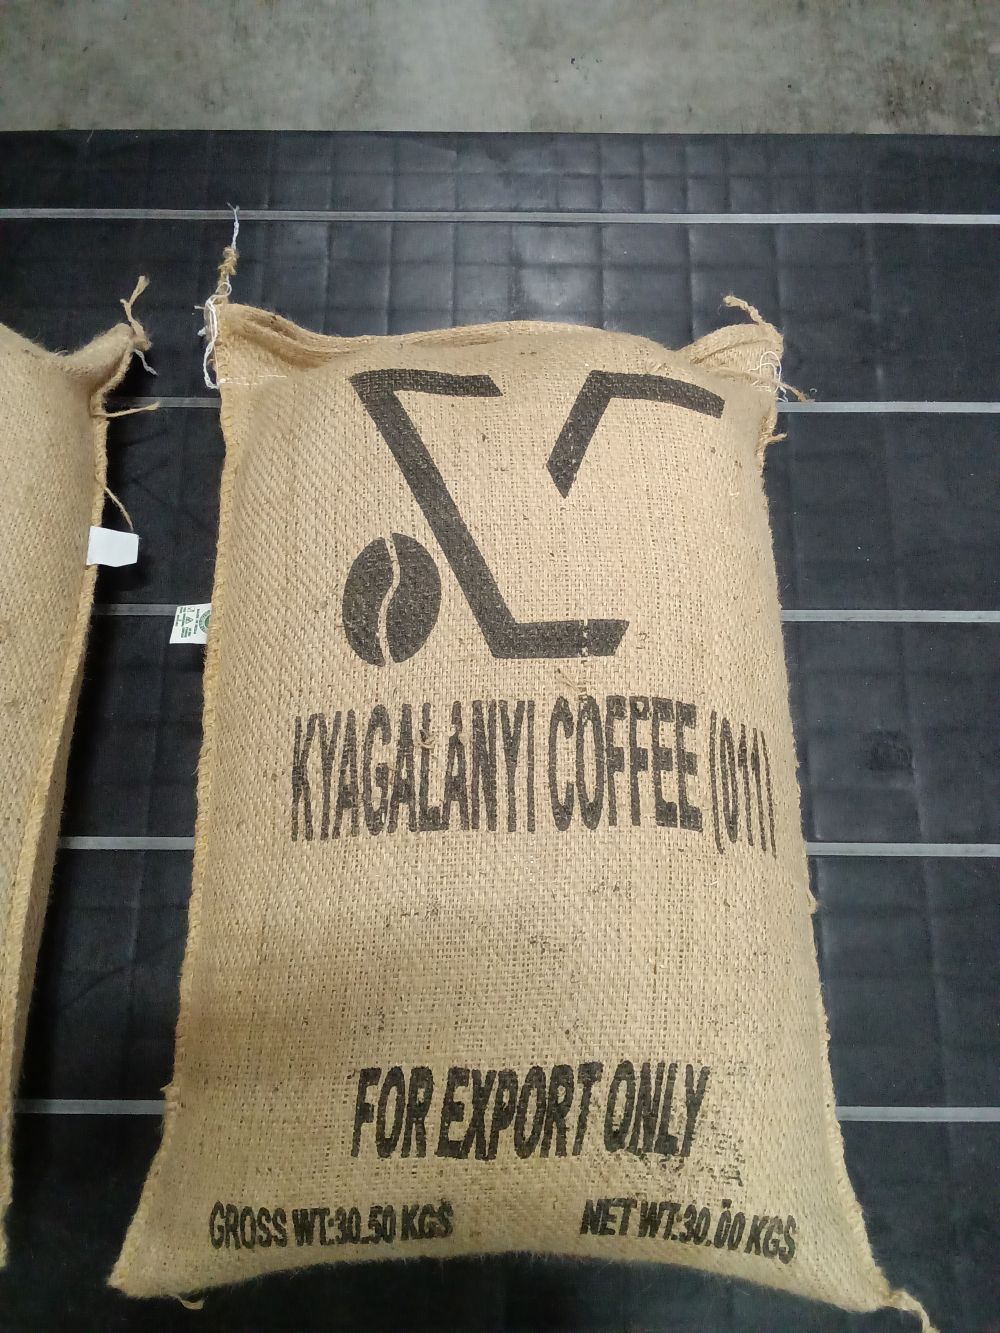 KYAGALANYI COFFEE (011)
FOR EXPORT ONLY
GROSS WT:30.50 KGS
NET WT:30.00 KGS